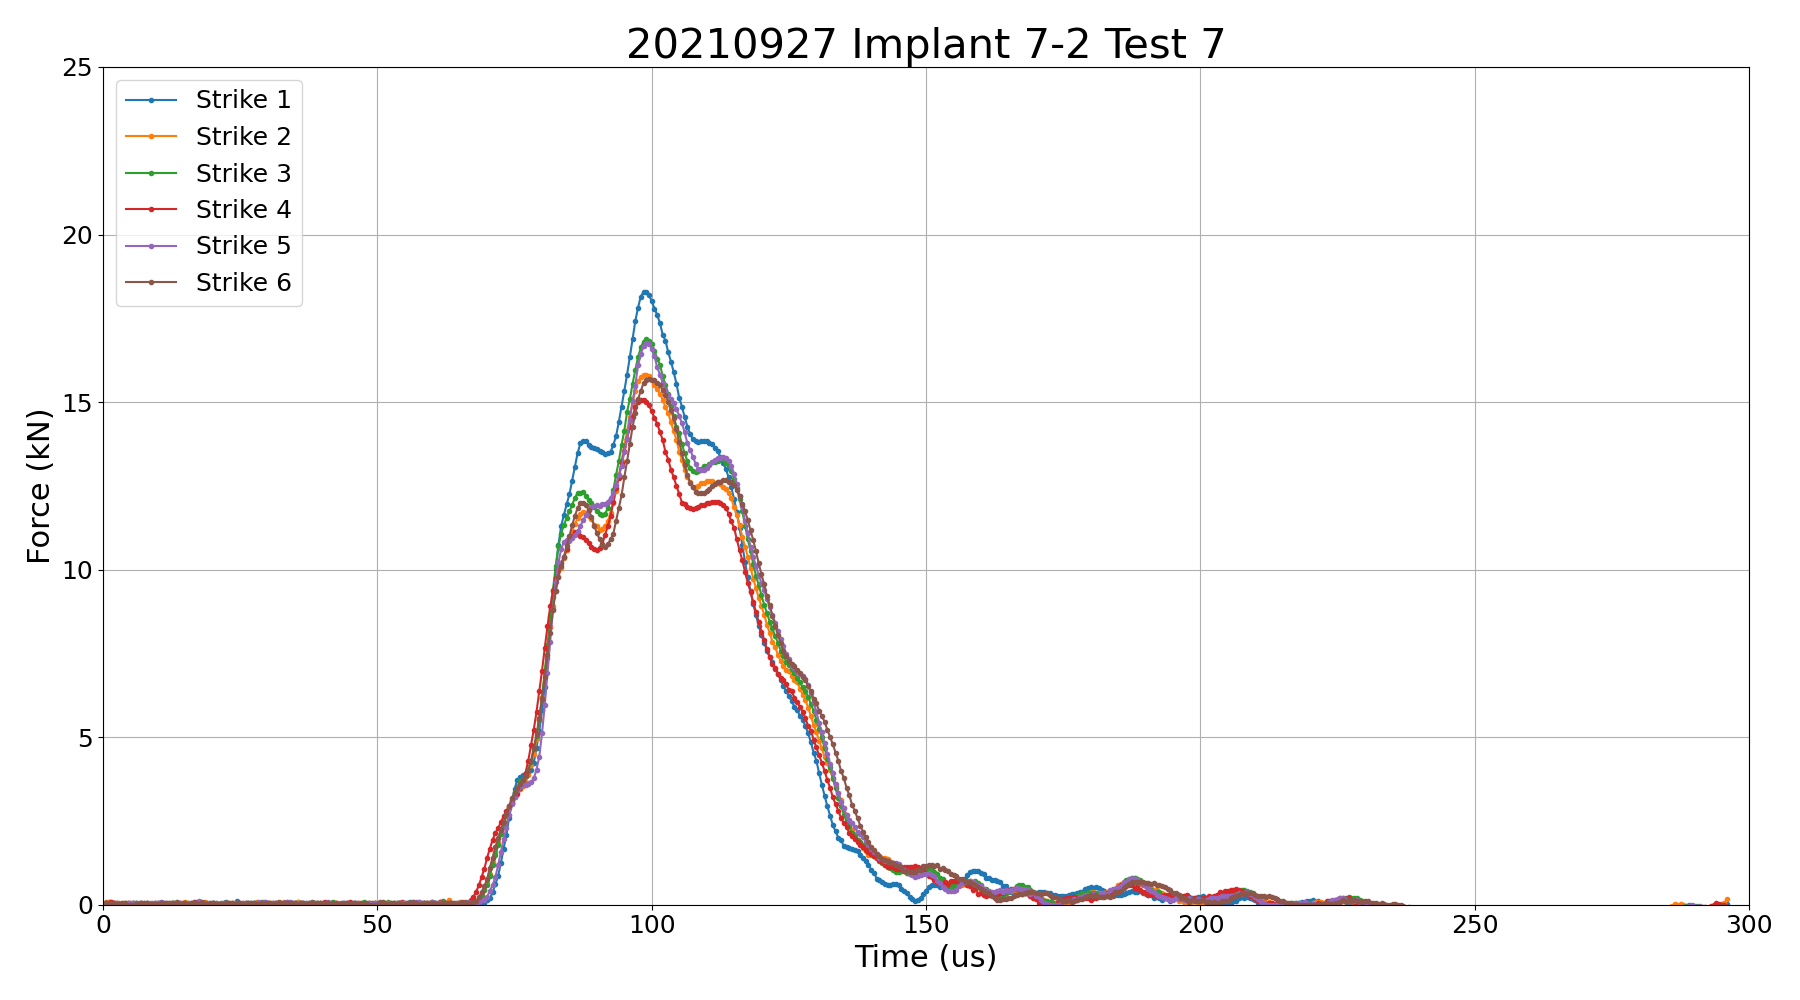 20210927 Implant 7-2 Test 7
25
20
15
10
5
0
Force (kN)
Strike 1
Strike 2
Strike 3
Strike 4
Strike 5
Strike 6
0 50 100 150 200 250 300
Time (us)